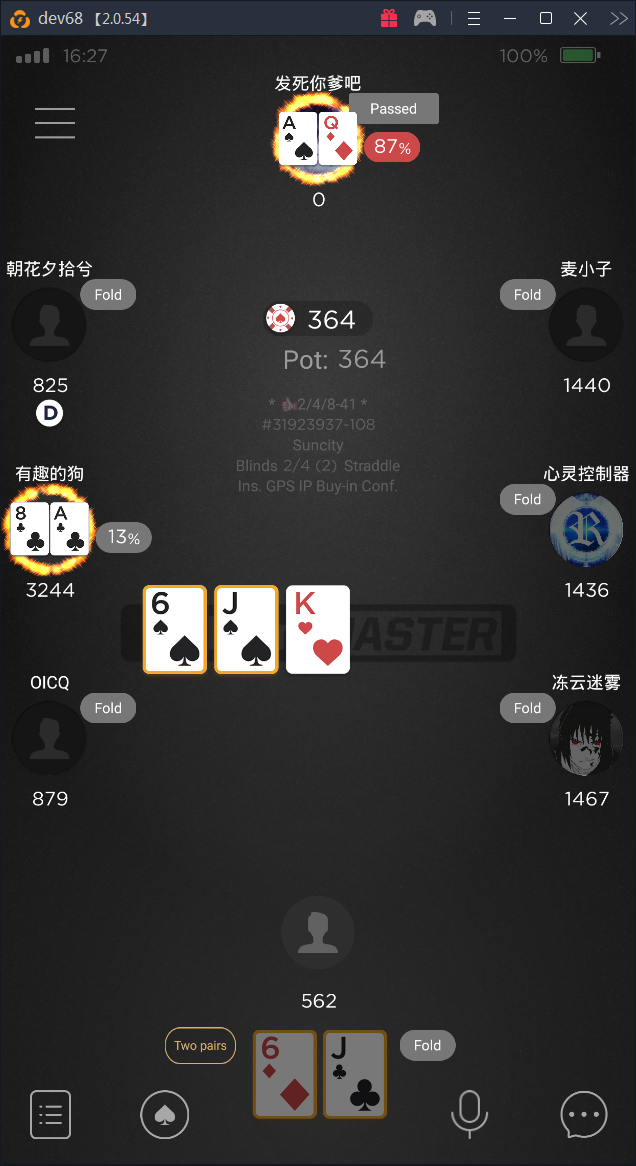 dev68 【2.0.54】
16:27
100%
发死你爹吧
Passed
A
Q
87%
0
朝花夕拾兮
Fold
825
D
麦小子
Fold
1440
364
Pot: 364
* 2/4/8-41 *
#31923937-108
Suncity
Blinds 2/4 (2) Straddle
Ins. GPS IP Buy-in Conf.
有趣的狗
8
A
13%
3244
心灵控制器
Fold
R
1436
6
J
K
MASTER
OICQ
Fold
879
冻云迷雾
Fold
1467
562
Two pairs
6
J
Fold